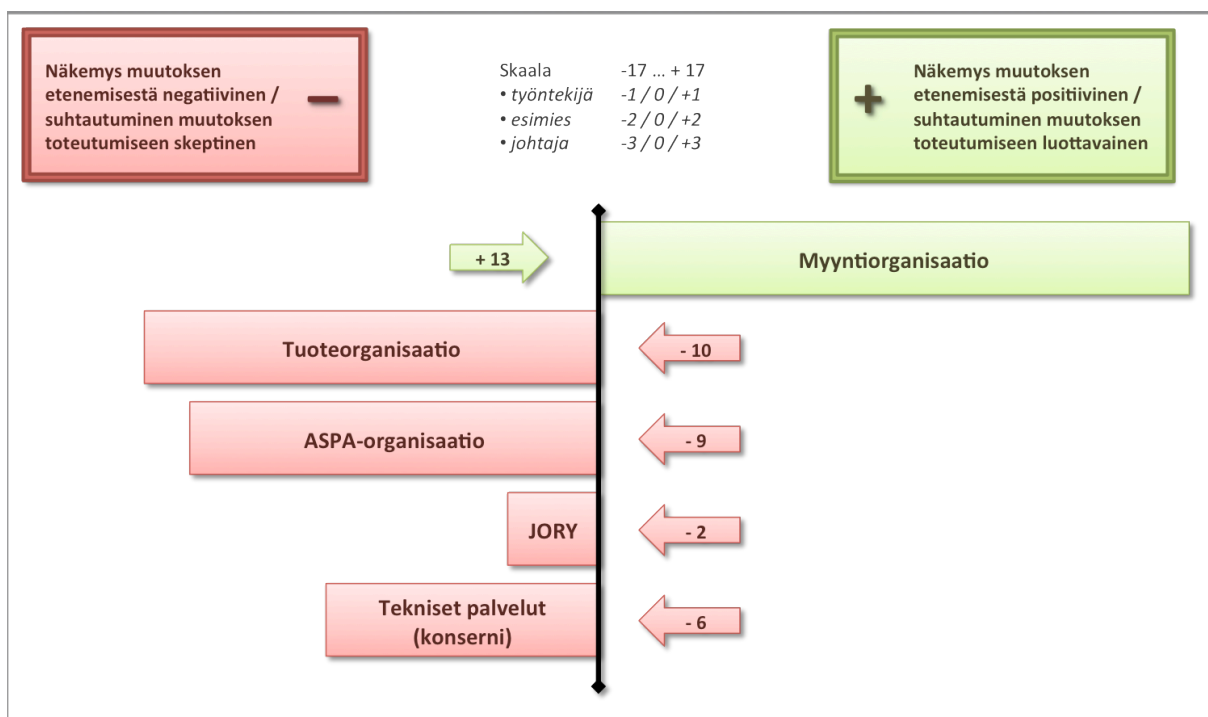 Näkemys muutoksen
etenemisestä negatiivinen /
suhtautuminen muutoksen
toteutumiseen skeptinen
–
Skaala -17 ... + 17
• työntekijä -1 / 0 / +1
• esimies -2 / 0 / +2
• johtaja -3 / 0 / +3
+
Näkemys muutoksen
etenemisestä positiivinen /
suhtautuminen muutoksen
toteutumiseen luottavainen
+ 13
Myyntiorganisaatio
Tuoteorganisaatio
- 10
ASPA-organisaatio
- 9
JORY
- 2
Tekniset palvelut
(konserni)
- 6